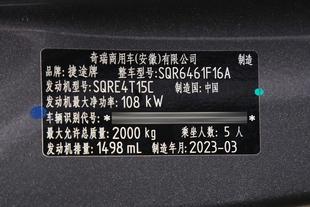 奇瑞商用车(安徽)有限公司 制造
品牌: 捷途牌 整车型号:SQR6461F16A
发动机型号:SQRE4T15C 制造国: 中国
发动机最大净功率: 108 kW
车辆识别代号: * *
最大允许总质量: 2000 kg 乘坐人数: 5 人
发动机排量: 1498 mL 制造年月: 2023-03